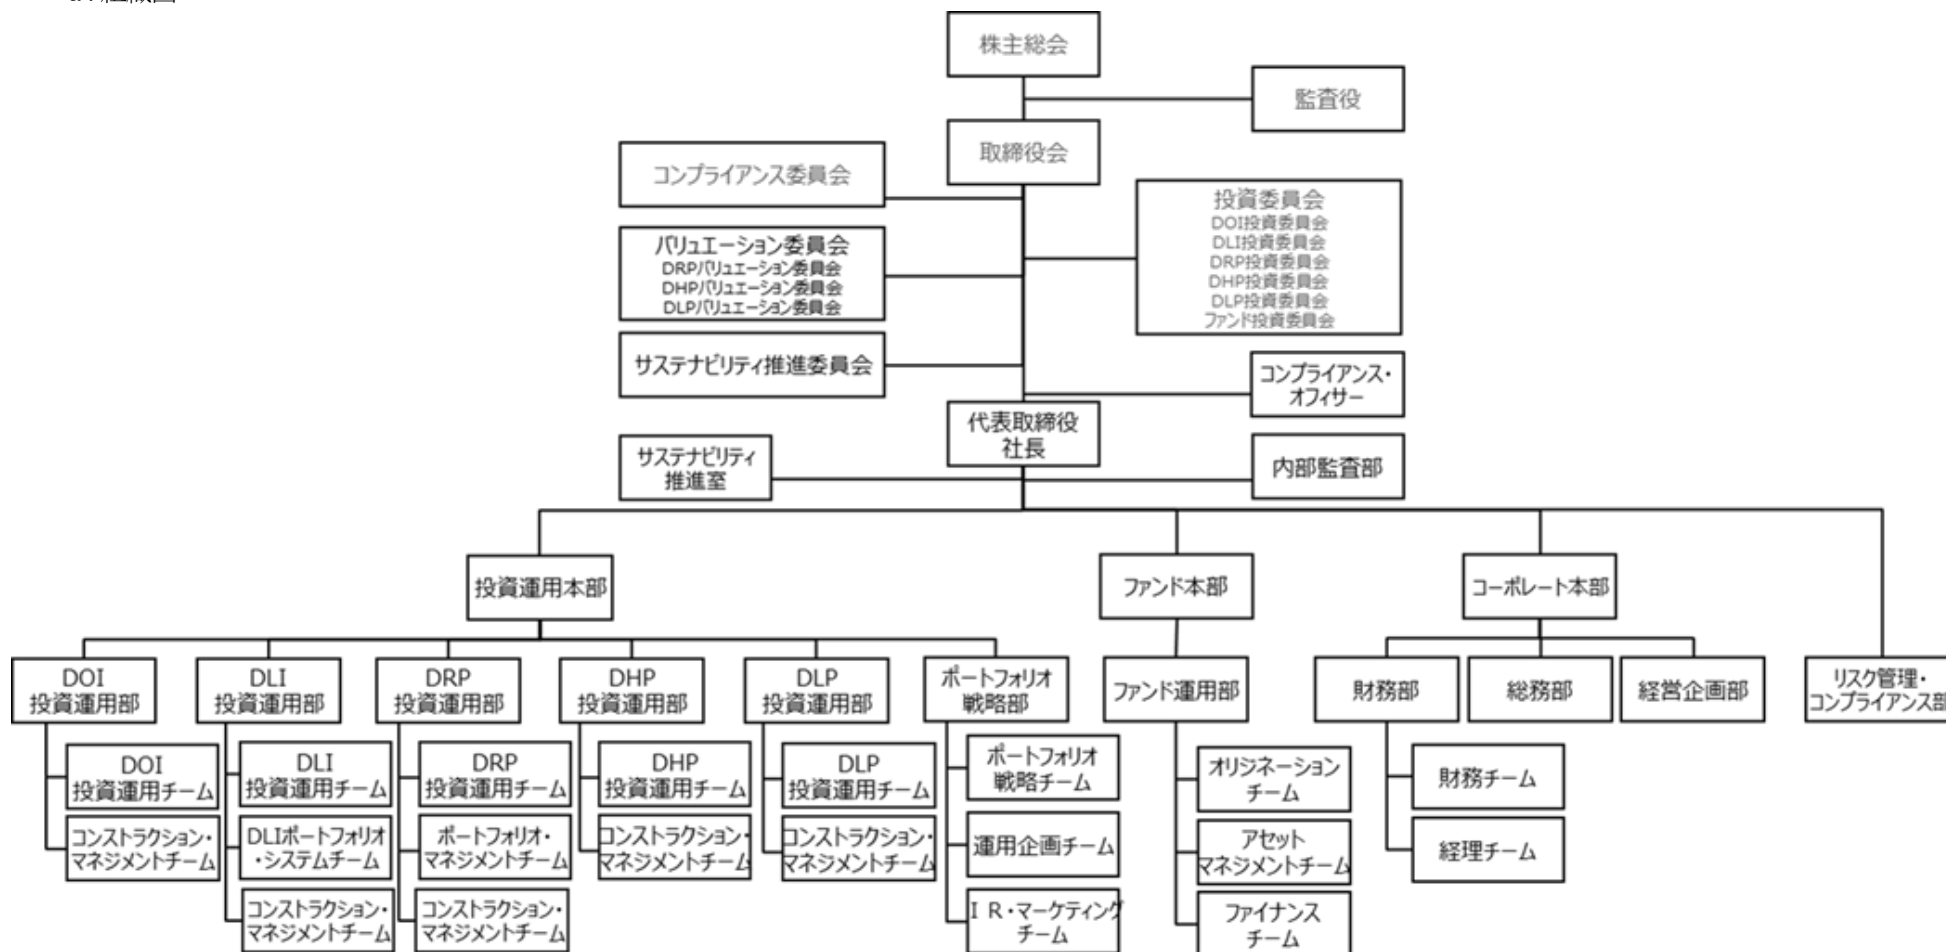 株主総会
監査役
取締役会
コンプライアンス委員会
投資委員会
DOI投資委員会
DLI投資委員会
DRP投資委員会
DHP投資委員会
DLP投資委員会
ファンド投資委員会
バリュエーション委員会
DRPバリュエーション委員会
DHPバリュエーション委員会
DLPバリュエーション委員会
サステナビリティ推進委員会
コンプライアンス・
オフィサー
代表取締役
社長
サステナビリティ
推進室
内部監査部
投資運用本部
ファンド本部
コーポレート本部
DOI
投資運用部
DLI
投資運用部
DRP
投資運用部
DHP
投資運用部
DLP
投資運用部
ポートフォリオ
戦略部
ファンド運用部
財務部
総務部
経営企画部
リスク管理・
コンプライアンス部
DOI
投資運用チーム
コンストラクション・
マネジメントチーム
DLI
投資運用チーム
DLIポートフォリオ
・システムチーム
コンストラクション・
マネジメントチーム
DRP
投資運用チーム
ポートフォリオ・
マネジメントチーム
コンストラクション・
マネジメントチーム
DHP
投資運用チーム
コンストラクション・
マネジメントチーム
DLP
投資運用チーム
コンストラクション・
マネジメントチーム
ポートフォリオ
戦略チーム
運用企画チーム
ＩＲ・マーケティング
チーム
オリジネーション
チーム
アセット
マネジメントチーム
ファイナンス
チーム
財務チーム
経理チーム